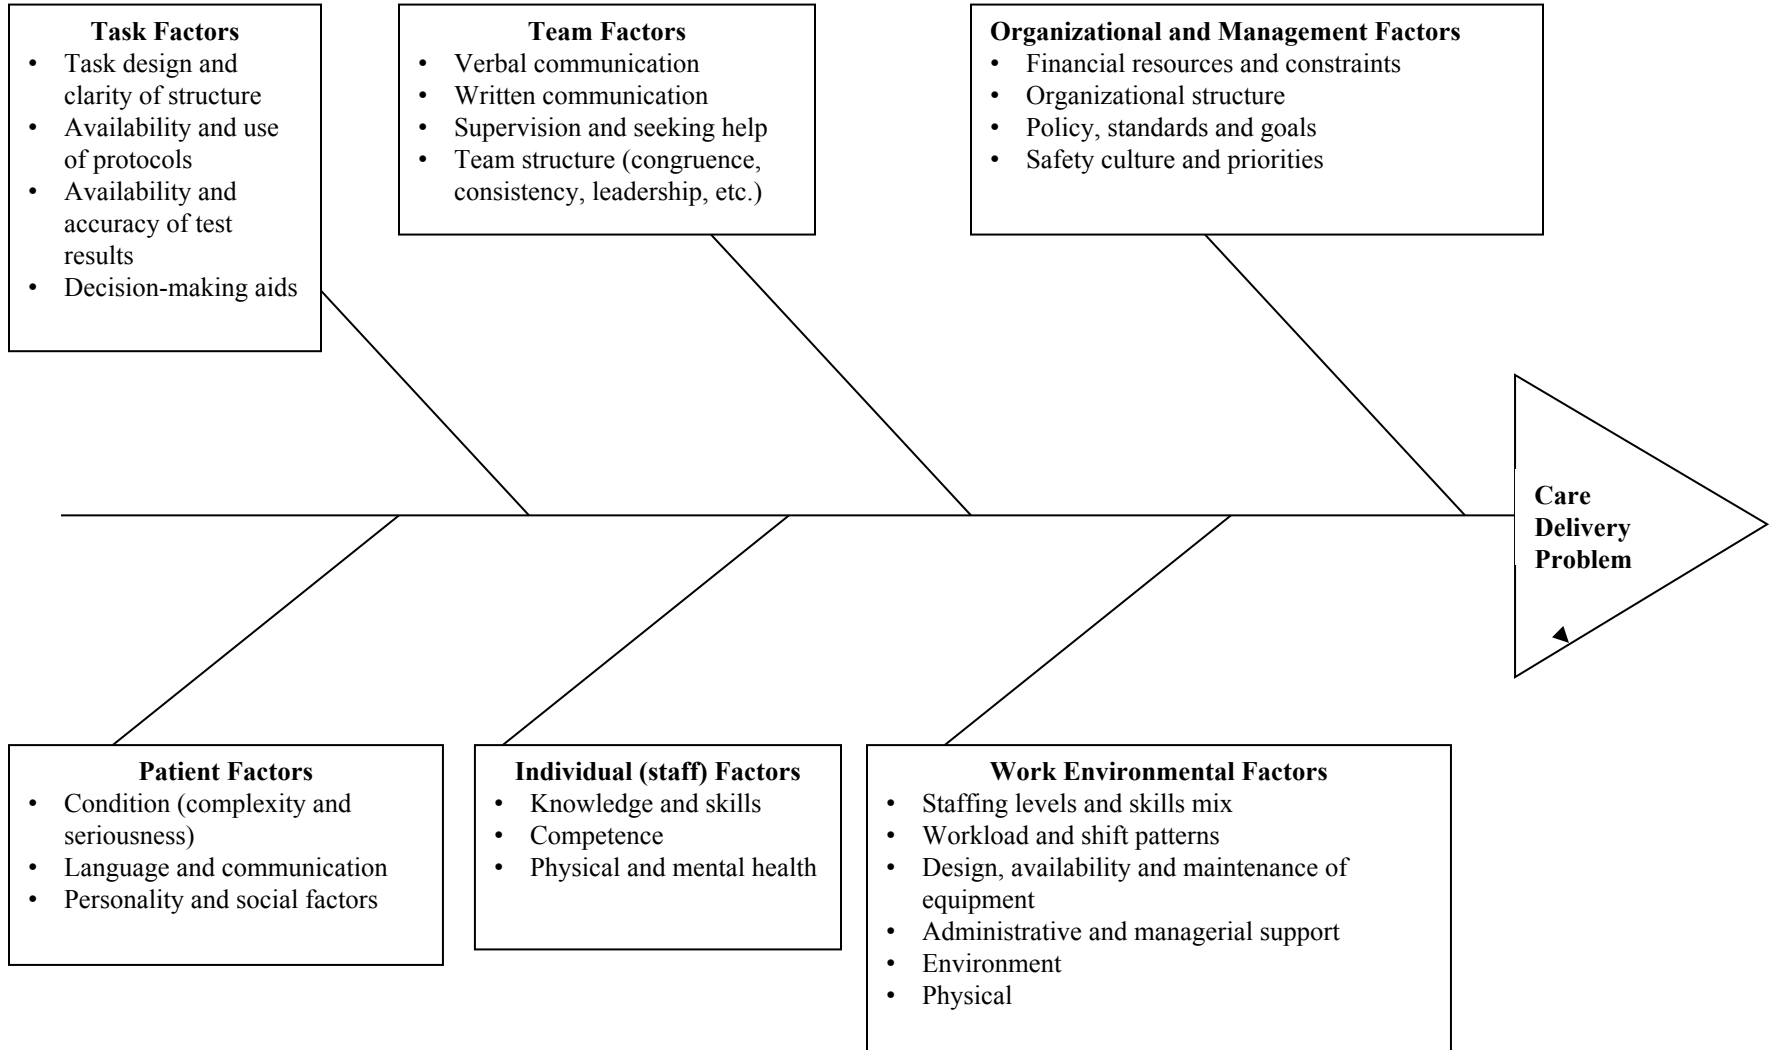 Task Factors
• Task design and
clarity of structure
• Availability and use
of protocols
• Availability and
accuracy of test
results
• Decision-making aids
Team Factors
• Verbal communication
• Written communication
• Supervision and seeking help
• Team structure (congruence,
consistency, leadership, etc.)
Organizational and Management Factors
• Financial resources and constraints
• Organizational structure
• Policy, standards and goals
• Safety culture and priorities
Care
Delivery
Problem
Patient Factors
• Condition (complexity and
seriousness)
• Language and communication
• Personality and social factors
Individual (staff) Factors
• Knowledge and skills
• Competence
• Physical and mental health
Work Environmental Factors
• Staffing levels and skills mix
• Workload and shift patterns
• Design, availability and maintenance of
equipment
• Administrative and managerial support
• Environment
• Physical